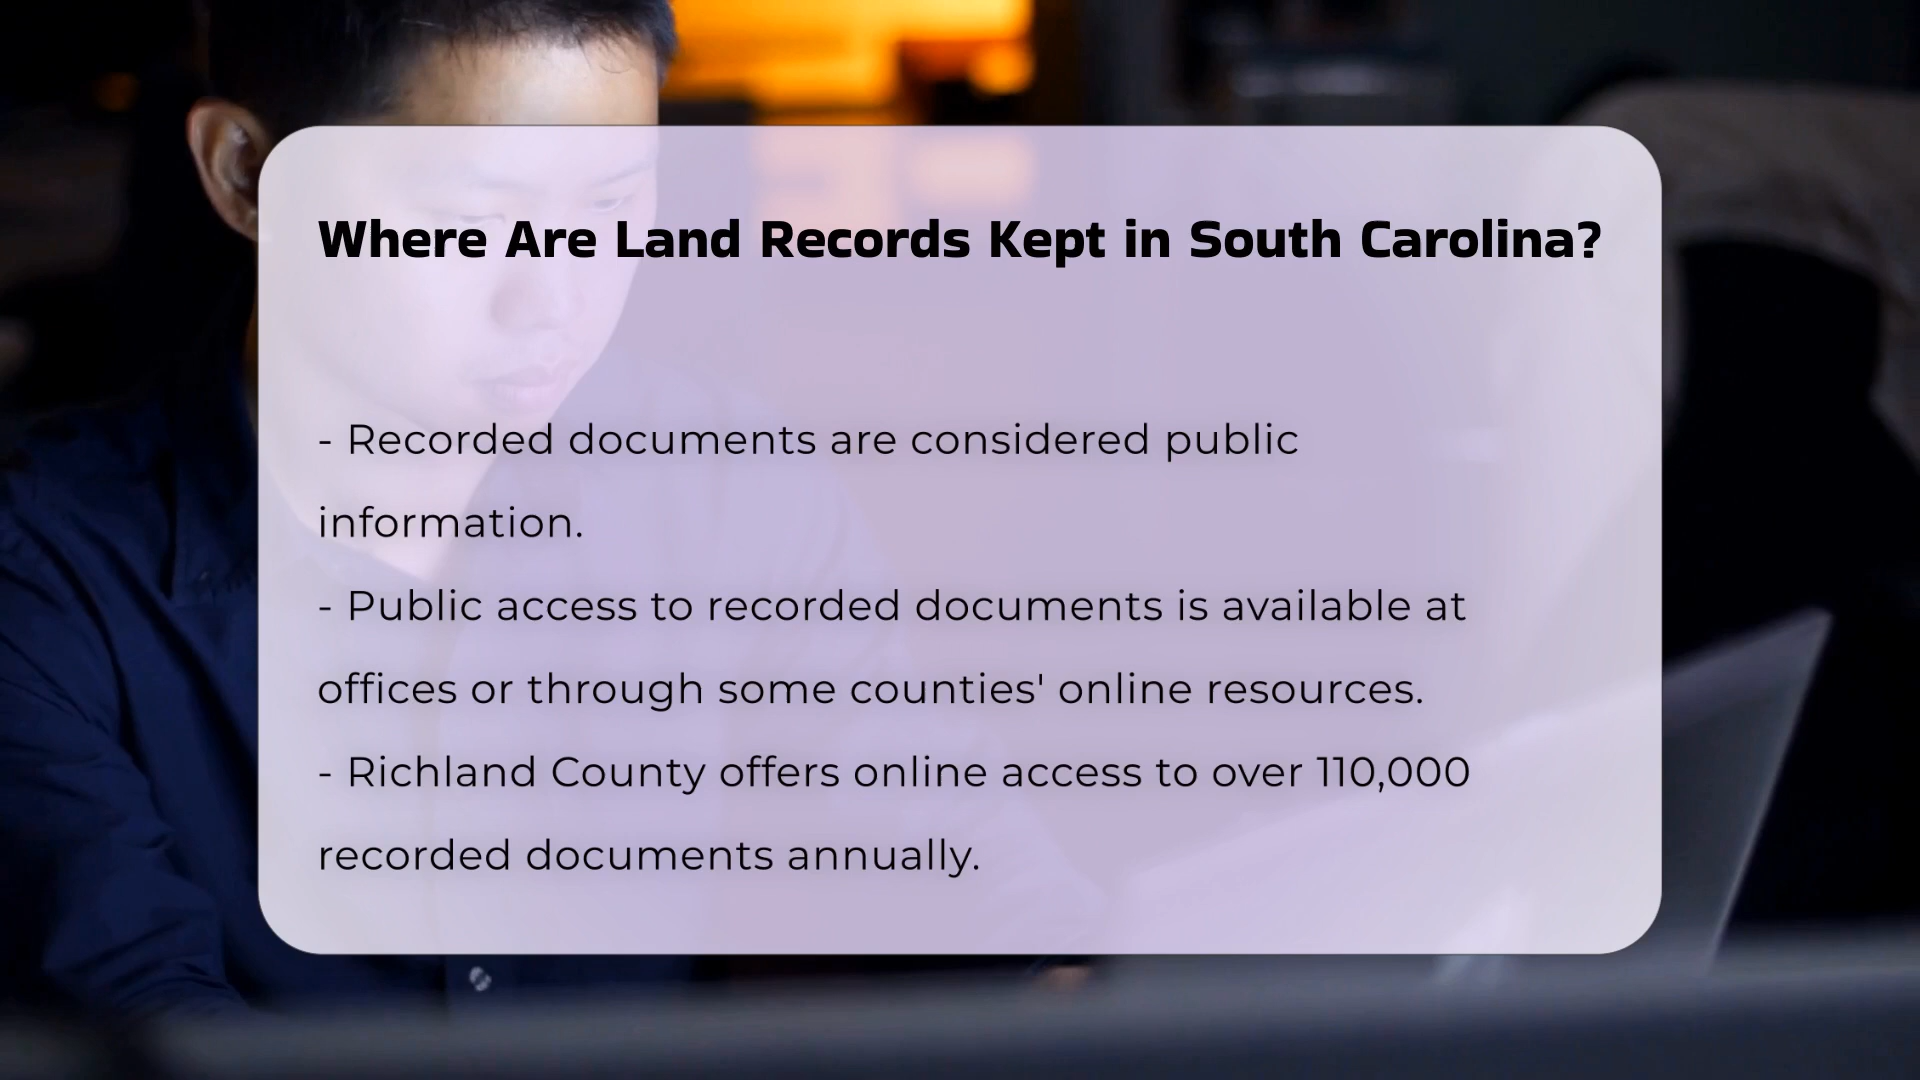 Where Are Land Records Kept in South Carolina?
- Recorded documents are considered public
information.
- Public access to recorded documents is available at
offices or through some counties' online resources.
- Richland County offers online access to over 110,000
recorded documents annually.